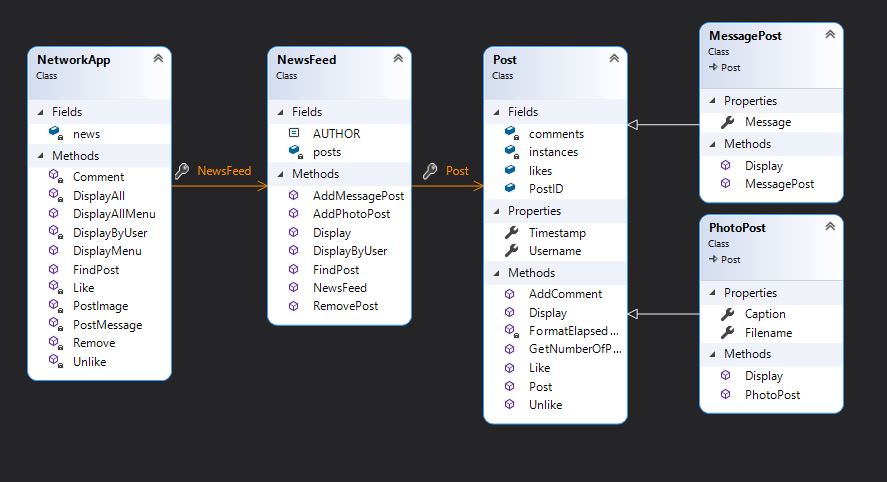 NetworkApp
Class
Fields
news
Methods
Comment
DisplayAll
DisplayAllMenu
DisplayByUser
DisplayMenu
FindPost
Like
PostImage
PostMessage
Remove
Unlike
NewsFeed
NewsFeed
Class
Fields
AUTHOR
posts
Methods
AddMessagePost
AddPhotoPost
Display
DisplayByUser
FindPost
NewsFeed
RemovePost
Post
Post
Class
Fields
comments
instances
likes
PostID
Properties
Timestamp
Username
Methods
AddComment
Display
FormatElapsed...
GetNumberOfP...
Like
Post
Unlike
MessagePost
Class
Post
Properties
Message
Methods
Display
MessagePost
PhotoPost
Class
Post
Properties
Caption
Filename
Methods
Display
PhotoPost